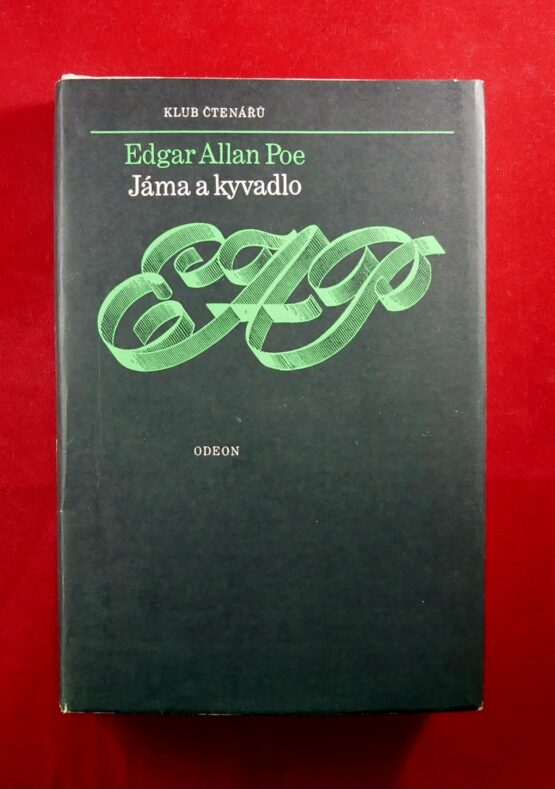 KLUB ČTENÁŘŮ
Edgar Allan Poe
Jáma a kyvadlo
EAP
ODEON